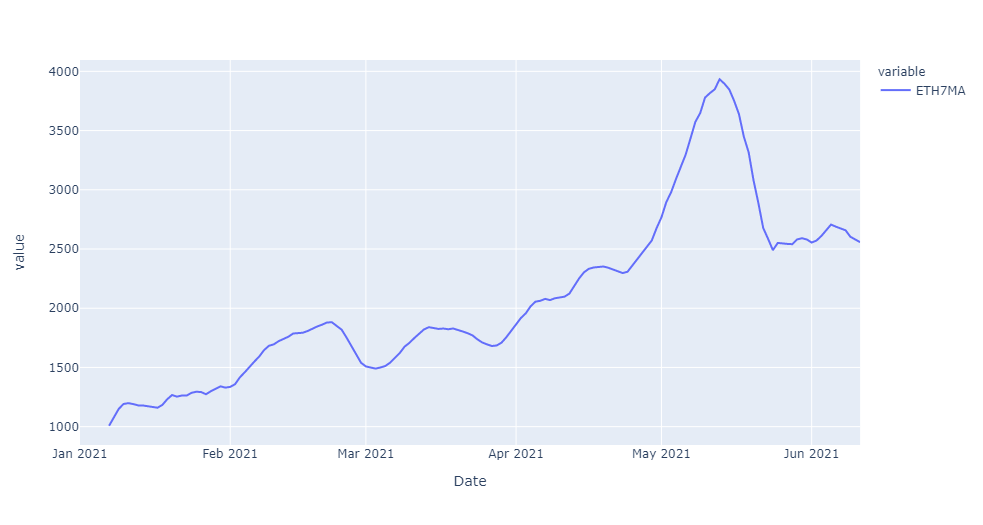 variable
ETH7MA
4000
3500
3000
2500
2000
1500
1000
value
Jan 2021
Feb 2021
Mar 2021
Apr 2021
May 2021
Jun 2021
Date